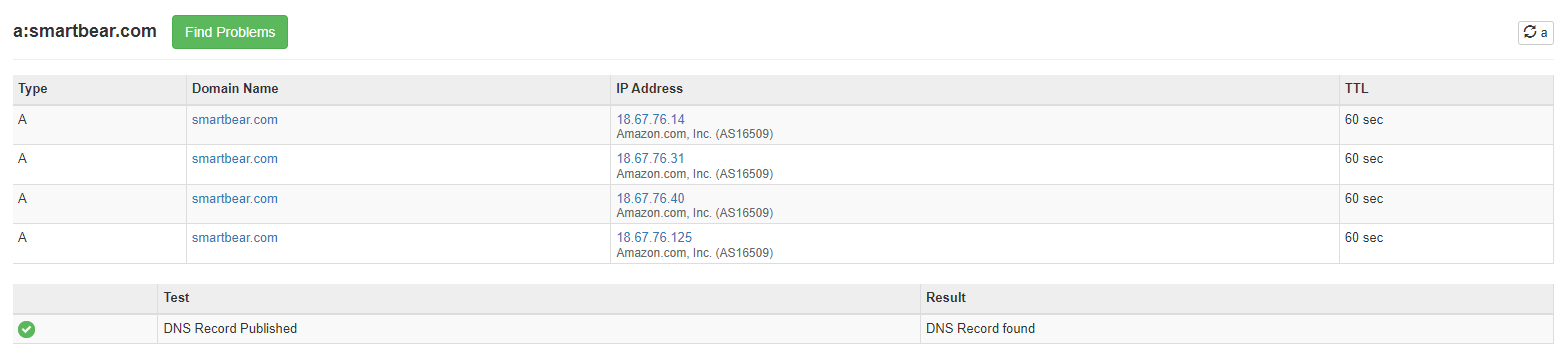 a:smartbear.com Find Problems a
Type Domain Name IP Address TTL
A smartbear.com 18.67.76.14 60 sec
Amazon.com, Inc. (AS16509)
A smartbear.com 18.67.76.31 60 sec
Amazon.com, Inc. (AS16509)
A smartbear.com 18.67.76.40 60 sec
Amazon.com, Inc. (AS16509)
A smartbear.com 18.67.76.125 60 sec
Amazon.com, Inc. (AS16509)
Test Result
DNS Record Published DNS Record found